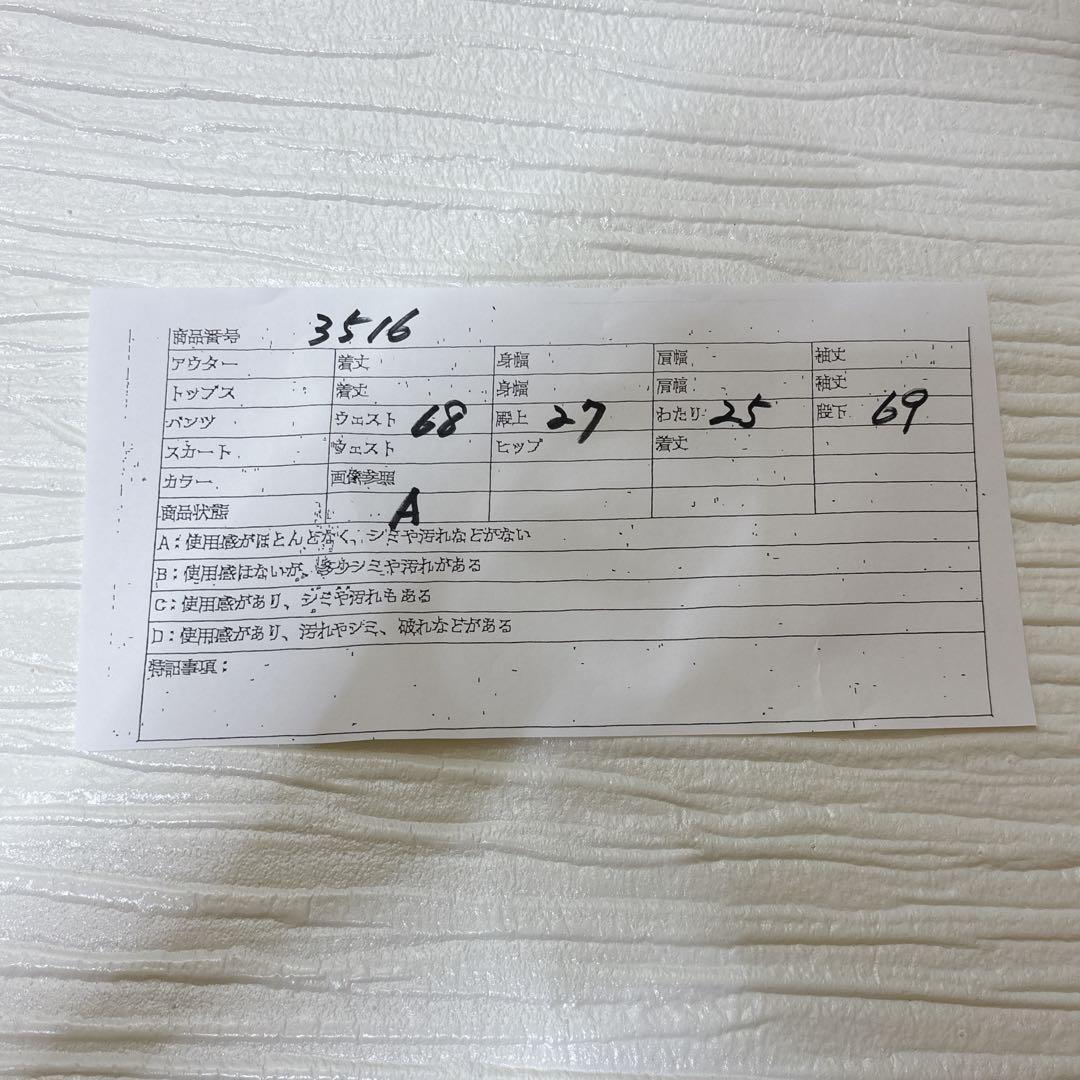 商品番号 3516
アウター 着丈 身幅 肩幅 袖丈
トップス 着丈 身幅 肩幅 袖丈
パンツ ウエスト 68 股上 27 わたり 25 股下 69
スカート ウエスト ヒップ 着丈
カラー 画像参照
商品状態 A
A:使用感がほとんどなく、シミや汚れなどがない
B:使用感はないが、多少シミや汚れがある
C:使用感があり、シミや汚れもある
D:使用感があり、汚れやシミ、破れなどがある
特記事項: